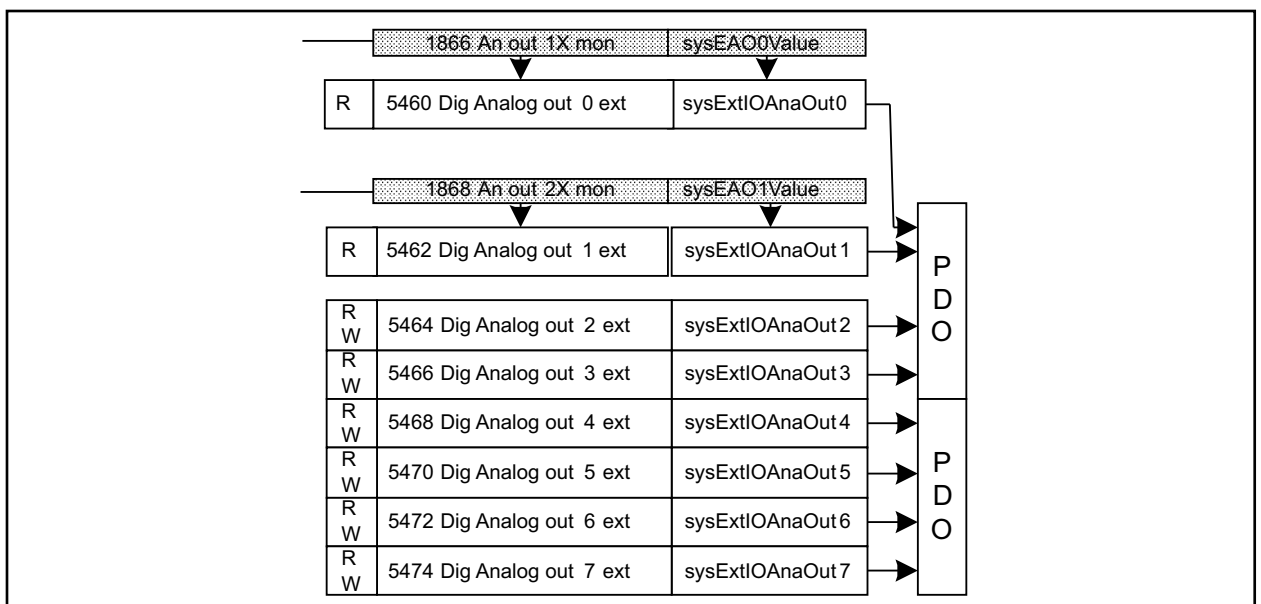 1866 An out 1X mon sysEAO0Value
R 5460 Dig Analog out 0 ext sysExtIOAnaOut0
1868 An out 2X mon sysEAO1Value
R 5462 Dig Analog out 1 ext sysExtIOAnaOut1
R W 5464 Dig Analog out 2 ext sysExtIOAnaOut2
R W 5466 Dig Analog out 3 ext sysExtIOAnaOut3
PDO
R W 5468 Dig Analog out 4 ext sysExtIOAnaOut4
R W 5470 Dig Analog out 5 ext sysExtIOAnaOut5
R W 5472 Dig Analog out 6 ext sysExtIOAnaOut6
R W 5474 Dig Analog out 7 ext sysExtIOAnaOut7
PDO